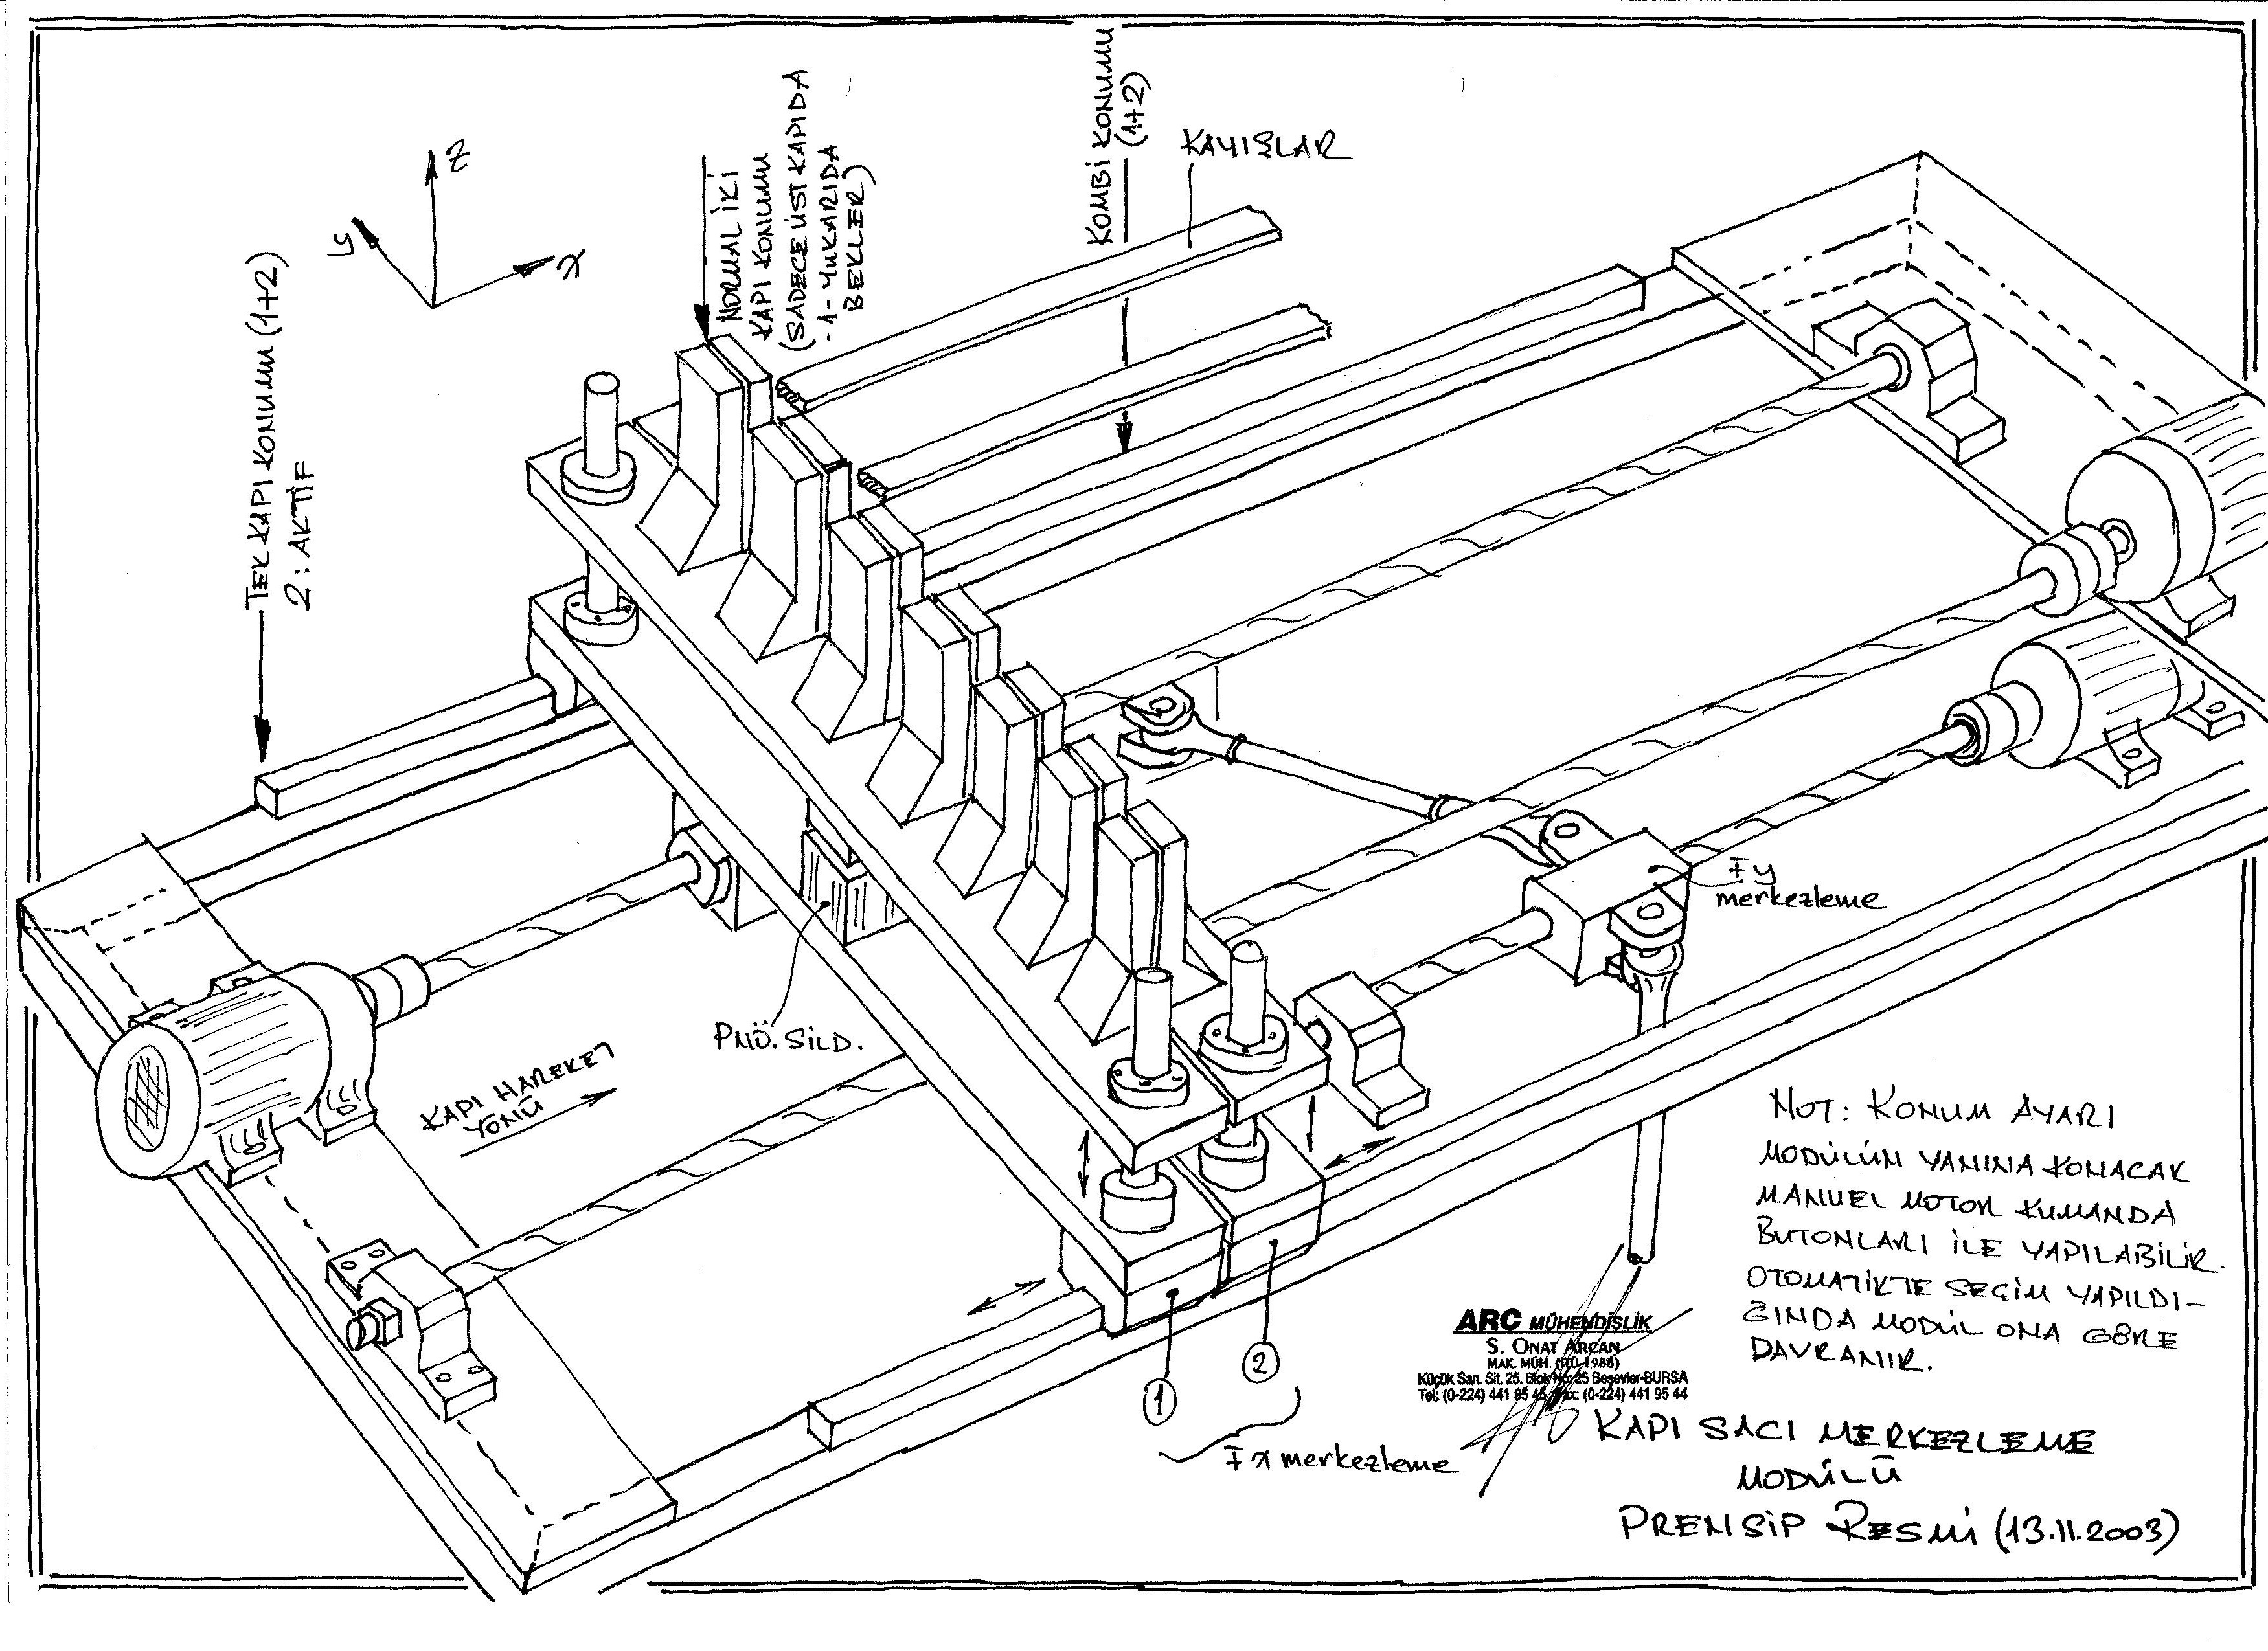 TEK KAPI KONUMU (1+2)
2: AKTİF
z
y
x
NORMAL İKİ
KAPI KONUMU
(SADECE ÜST KAPIDA
1- YUKARIDA
BEKLER)
KOMBİ KONUMU
(1+2)
KAYIŞLAR
PNÖ. SİLD.
KAPI HAREKET
YÖNÜ
∓ y
merkezleme
1
2
∓ x merkezleme
NOT: KONUM AYARI
MODÜLÜN YANINA KONACAK
MANUEL MOTOR KUMANDA
BUTONLARI İLE YAPILABİLİR.
OTOMATİKTE SEÇİM YAPILDI-
ĞINDA MODÜL ONA GÖRE
DAVRANIR.
ARC MÜHENDİSLİK
S. ONAT ARCAN
MAK. MÜH. (İTÜ-1988)
Küçük San. Sit. 25. Blok No: 25 Beşevler-BURSA
Tel: (0-224) 441 95 45 Fax: (0-224) 441 95 44
KAPI SACI MERKEZLEME
MODÜLÜ
PRENSİP RESMİ (13.11.2003)